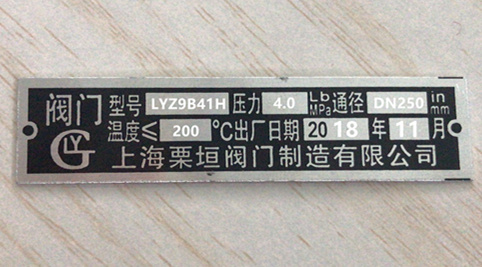 阀门 型号 LYZ9B41H 压力 4.0 Lb MPa 通径 DN250 in mm
LYG 温度≤ 200 ℃ 出厂日期 2018 年 11 月
上海栗垣阀门制造有限公司